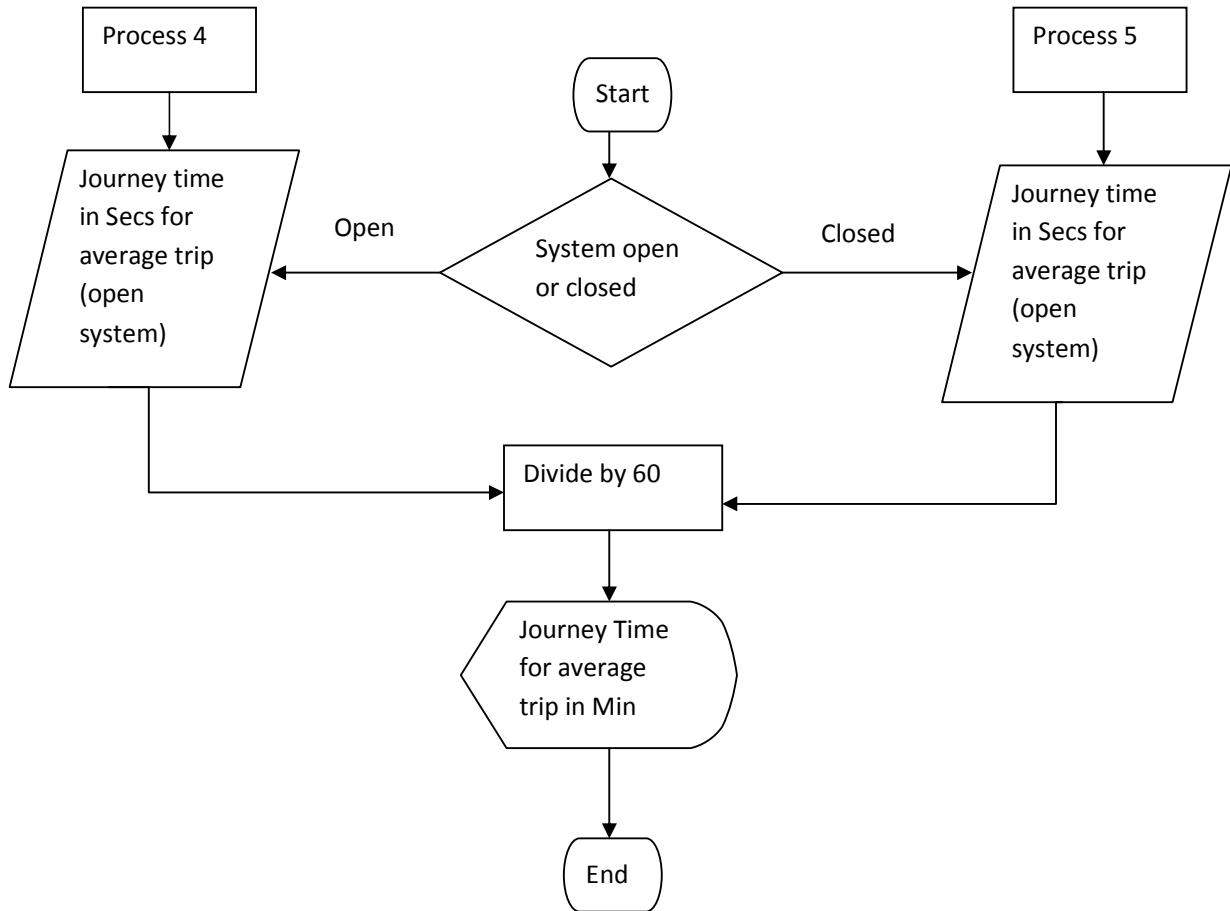 Process 4
Process 5
Start
Journey time
in Secs for
average trip
(open
system)
Open
System open
or closed
Closed
Journey time
in Secs for
average trip
(open
system)
Divide by 60
Journey Time
for average
trip in Min
End